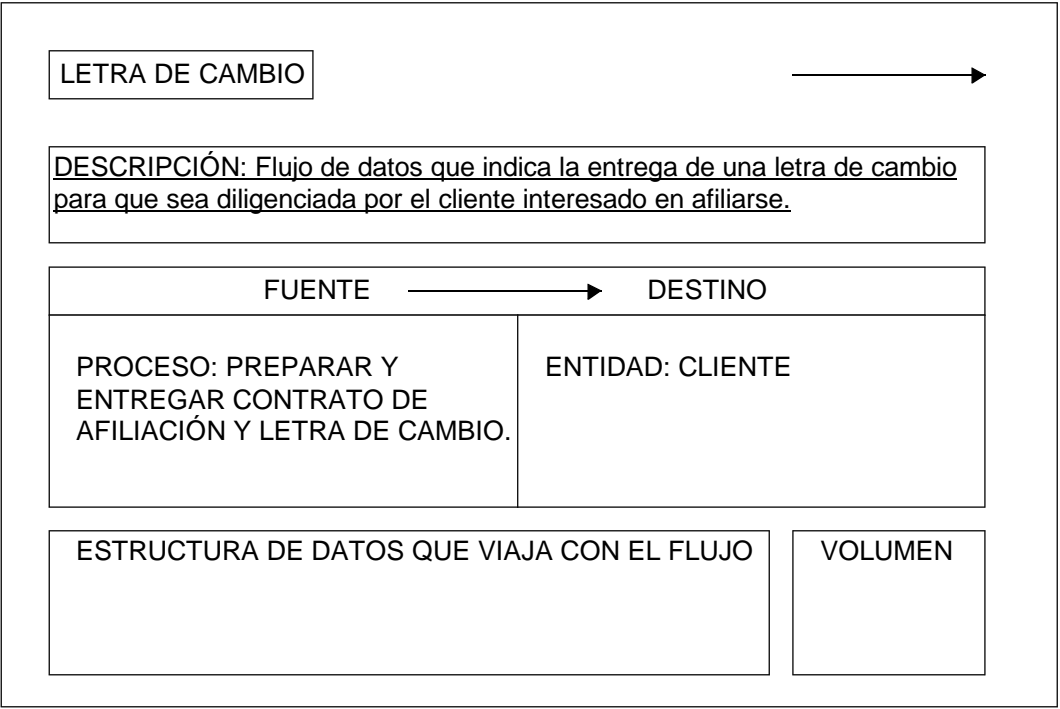 LETRA DE CAMBIO
DESCRIPCIÓN: Flujo de datos que indica la entrega de una letra de cambio
para que sea diligenciada por el cliente interesado en afiliarse.
FUENTE
DESTINO
PROCESO: PREPARAR Y
ENTREGAR CONTRATO DE
AFILIACIÓN Y LETRA DE CAMBIO.
ENTIDAD: CLIENTE
ESTRUCTURA DE DATOS QUE VIAJA CON EL FLUJO
VOLUMEN